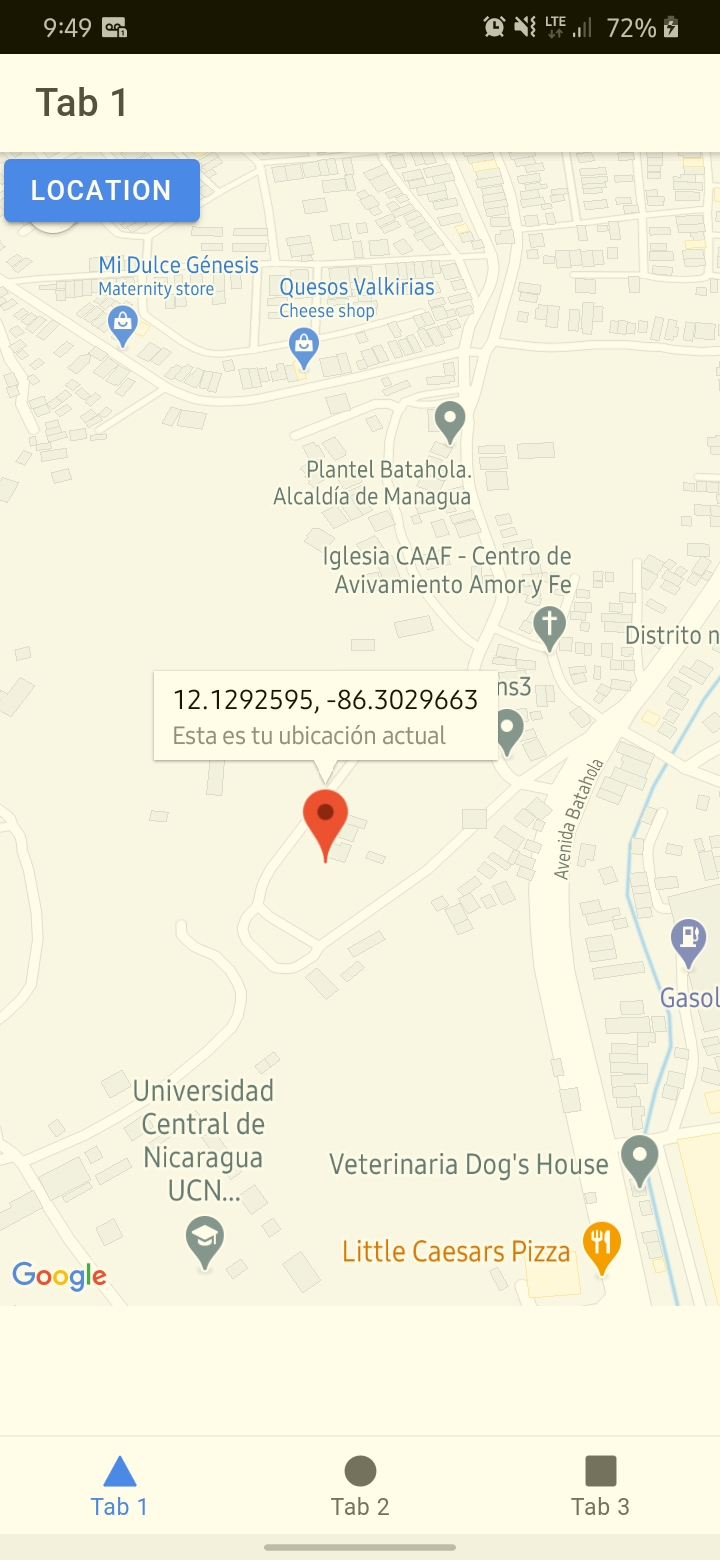 9:49
LTE
72%
Tab 1
LOCATION
Mi Dulce Génesis
Maternity store
Quesos Valkirias
Cheese shop
Plantel Batahola.
Alcaldía de Managua
Iglesia CAAF - Centro de
Avivamiento Amor y Fe
Distrito n
ns3
12.1292595, -86.3029663
Esta es tu ubicación actual
Avenida Batahola
Gasol
Universidad
Central de
Nicaragua
UCN...
Veterinaria Dog's House
Little Caesars Pizza
Google
Tab 1
Tab 2
Tab 3